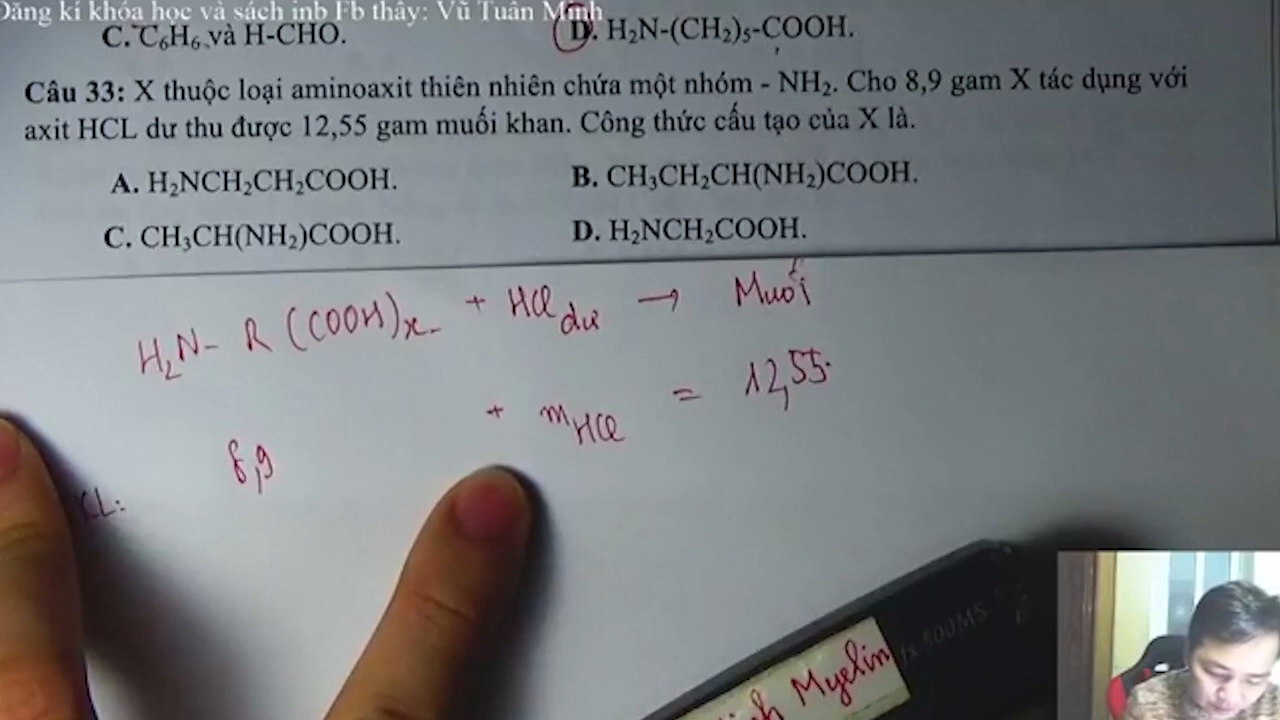 Đăng kí khóa học và sách inb Fb thầy: Vũ Tuấn Minh
C. C₆H₆ và H-CHO. D. H₂N-(CH₂)₅-COOH.
Câu 33: X thuộc loại aminoaxit thiên nhiên chứa một nhóm - NH₂. Cho 8,9 gam X tác dụng với
axit HCL dư thu được 12,55 gam muối khan. Công thức cấu tạo của X là.
A. H₂NCH₂CH₂COOH. B. CH₃CH₂CH(NH₂)COOH.
C. CH₃CH(NH₂)COOH. D. H₂NCH₂COOH.
H₂N- R (COOH)ₓ + HCl dư → Muối
8,9 + mHCl = 12,55.
KL:
fx-500MS
Myelin